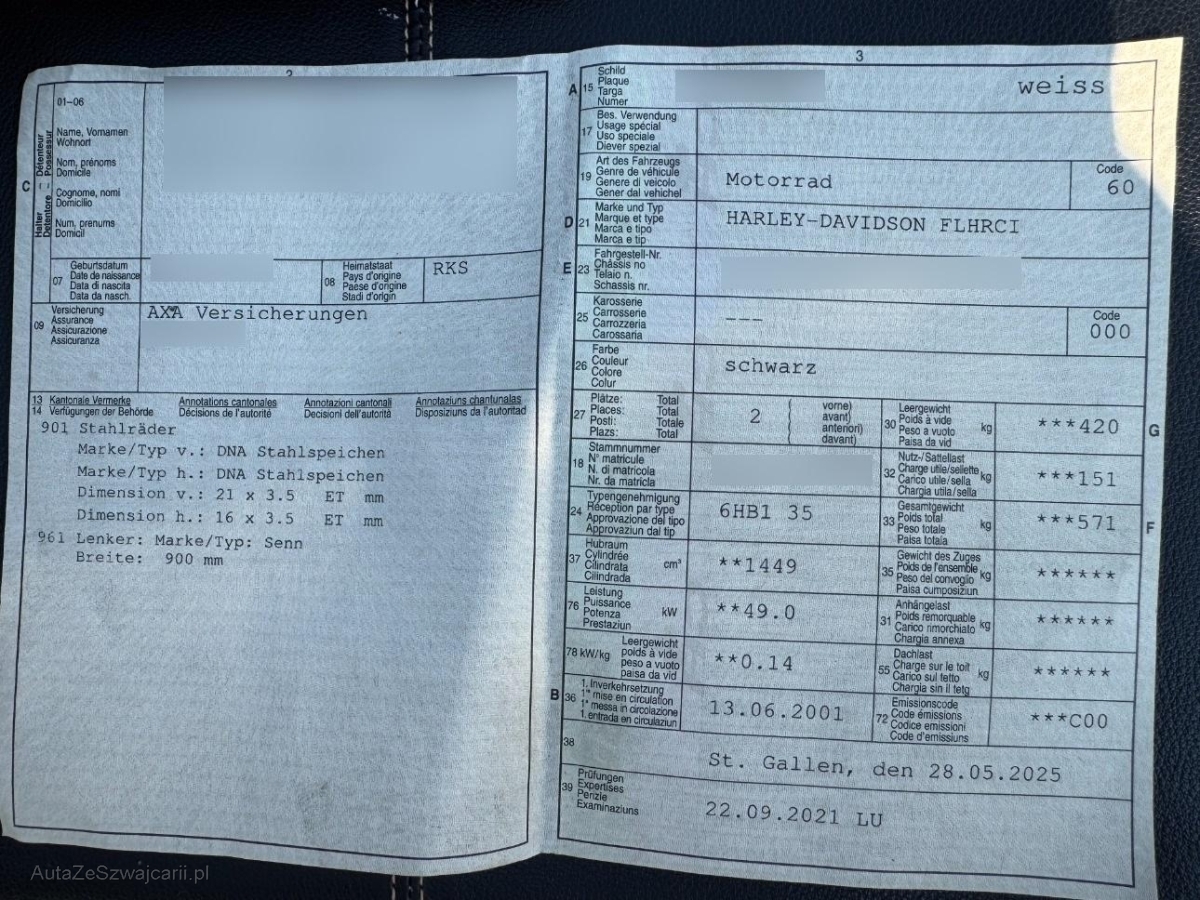 2
01-06
C
Halter Détenteur
Detentore Possessur
Name, Vornamen
Wohnort
Nom, prénoms
Domicile
Cognome, nomi
Domicilio
Num, prenums
Domicil
07
Geburtsdatum
Date de naissance
Data di nascita
Data da nasch.
08
Heimatstaat
Pays d'origine
Paese d'origine
Stadi d'origin
RKS
09
Versicherung
Assurance
Assicurazione
Assicuranza
AXA Versicherungen
13 Kantonale Vermerke Annotations cantonales Annotazioni cantonali Annotaziuns chantunalas
14 Verfügungen der Behörde Décisions de l'autorité Decisioni dell'autorità Disposiziuns da l'autoritad
901 Stahlräder
Marke/Typ v.: DNA Stahlspeichen
Marke/Typ h.: DNA Stahlspeichen
Dimension v.: 21 x 3.5 ET mm
Dimension h.: 16 x 3.5 ET mm
961 Lenker: Marke/Typ: Senn
Breite: 900 mm
3
A 15
Schild
Plaque
Targa
Numer
weiss
17
Bes. Verwendung
Usage spécial
Uso speciale
Diever spezial
19
Art des Fahrzeugs
Genre de véhicule
Genere di veicolo
Gener dal vehichel
Motorrad
Code
60
D 21
Marke und Typ
Marque et type
Marca e tipo
Marca e tip
HARLEY-DAVIDSON FLHRCI
E 23
Fahrgestell-Nr.
Châssis no
Telaio n.
Schassis nr.
25
Karosserie
Carrosserie
Carrozzeria
Carossaria
---
Code
000
26
Farbe
Couleur
Colore
Colur
schwarz
27
Plätze: Total
Places: Total
Posti: Totale
Plazs: Total
2
vorne)
avant)
anteriori)
davant)
30
Leergewicht
Poids à vide
Peso a vuoto
Paisa da vid
kg
***420
G
18
Stammnummer
N° matricule
N. di matricola
Nr. da matricla
32
Nutz-/Sattellast
Charge utile/sellette
Carico utile/sella
Chargia utila/sella
kg
***151
24
Typengenehmigung
Réception par type
Approvazione del tipo
Approvaziun dal tip
6HB1 35
33
Gesamtgewicht
Poids total
Peso totale
Paisa totala
kg
***571
F
37
Hubraum
Cylindrée
Cilindrata
Cilindrada
cm³
**1449
35
Gewicht des Zuges
Poids de l'ensemble
Peso del convoglio
Paisa cumposiziun
kg
******
76
Leistung
Puissance
Potenza
Prestaziun
kW
**49.0
31
Anhängelast
Poids remorquable
Carico rimorchiato
Chargia annexa
kg
******
78 kW/kg
Leergewicht
poids à vide
peso a vuoto
paisa da vid
**0.14
55
Dachlast
Charge sur le toit
Carico sul tetto
Chargia sin il tetg
kg
******
B 36
1. Inverkehrsetzung
1re mise en circulation
1a messa in circolazione
1. entrada en circulaziun
13.06.2001
72
Emissionscode
Code émissions
Codice emissioni
Code d'emissiuns
***C00
38
St. Gallen, den 28.05.2025
39
Prüfungen
Expertises
Perizie
Examinaziuns
22.09.2021 LU
AutaZeSzwajcarii.pl